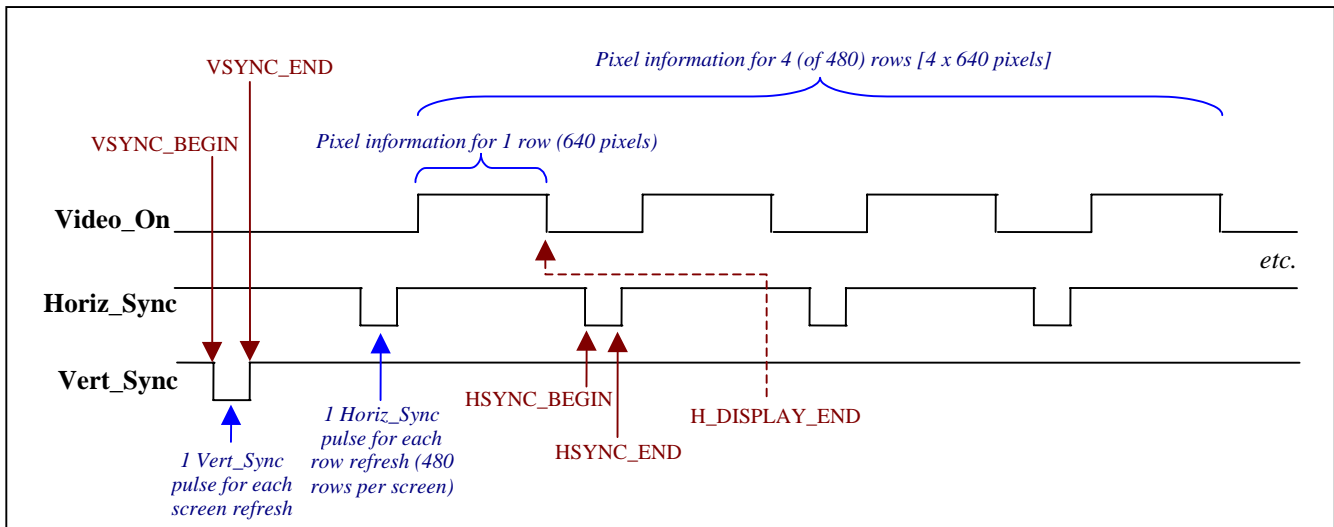 Pixel information for 4 (of 480) rows [4 x 640 pixels]
VSYNC_END
VSYNC_BEGIN
Pixel information for 1 row (640 pixels)
Video_On
etc.
Horiz_Sync
Vert_Sync
HSYNC_BEGIN
H_DISPLAY_END
HSYNC_END
1 Horiz_Sync
pulse for each
row refresh (480
rows per screen)
1 Vert_Sync
pulse for each
screen refresh